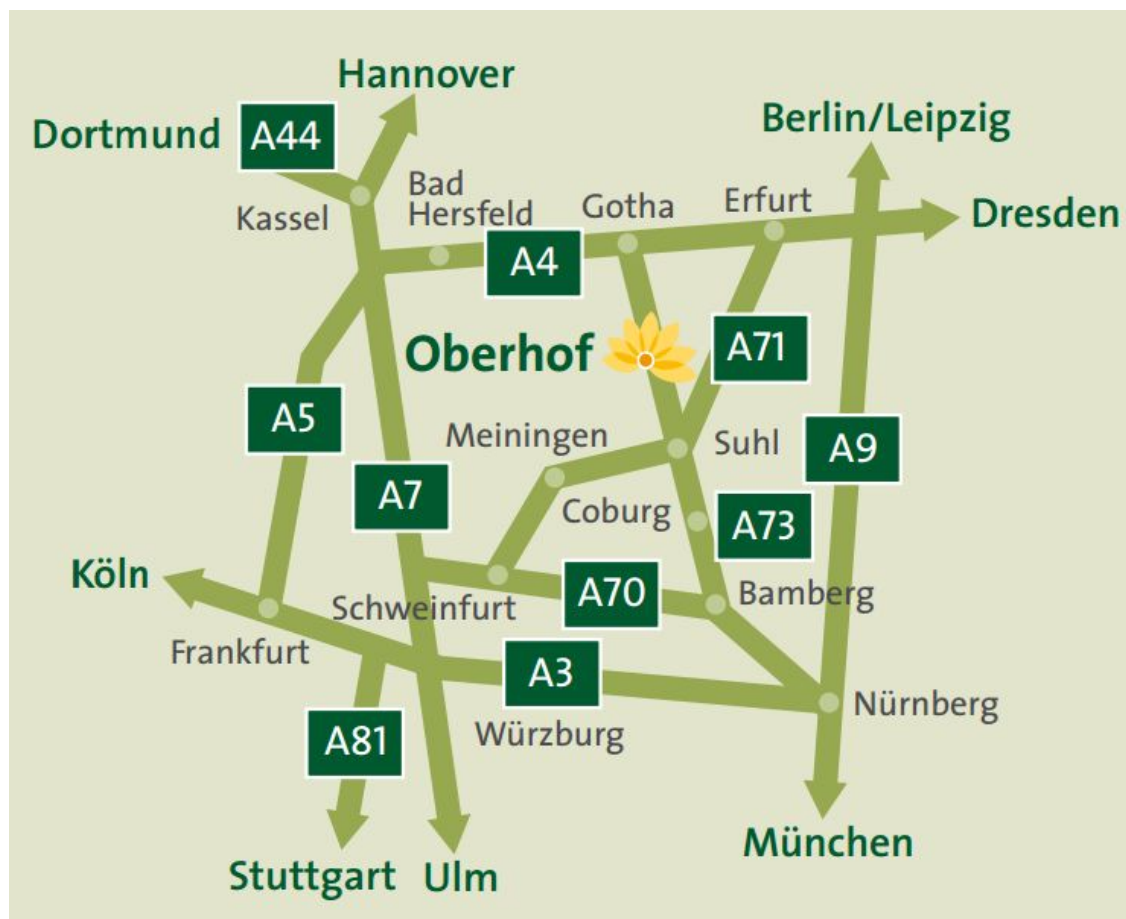 Hannover
Dortmund
A44
Berlin/Leipzig
Kassel
Bad
Hersfeld
Gotha
Erfurt
Dresden
A4
Oberhof
A71
A5
Meiningen
Suhl
A9
A7
Coburg
A73
Köln
Schweinfurt
A70
Bamberg
Frankfurt
A3
Nürnberg
A81
Würzburg
Stuttgart
Ulm
München